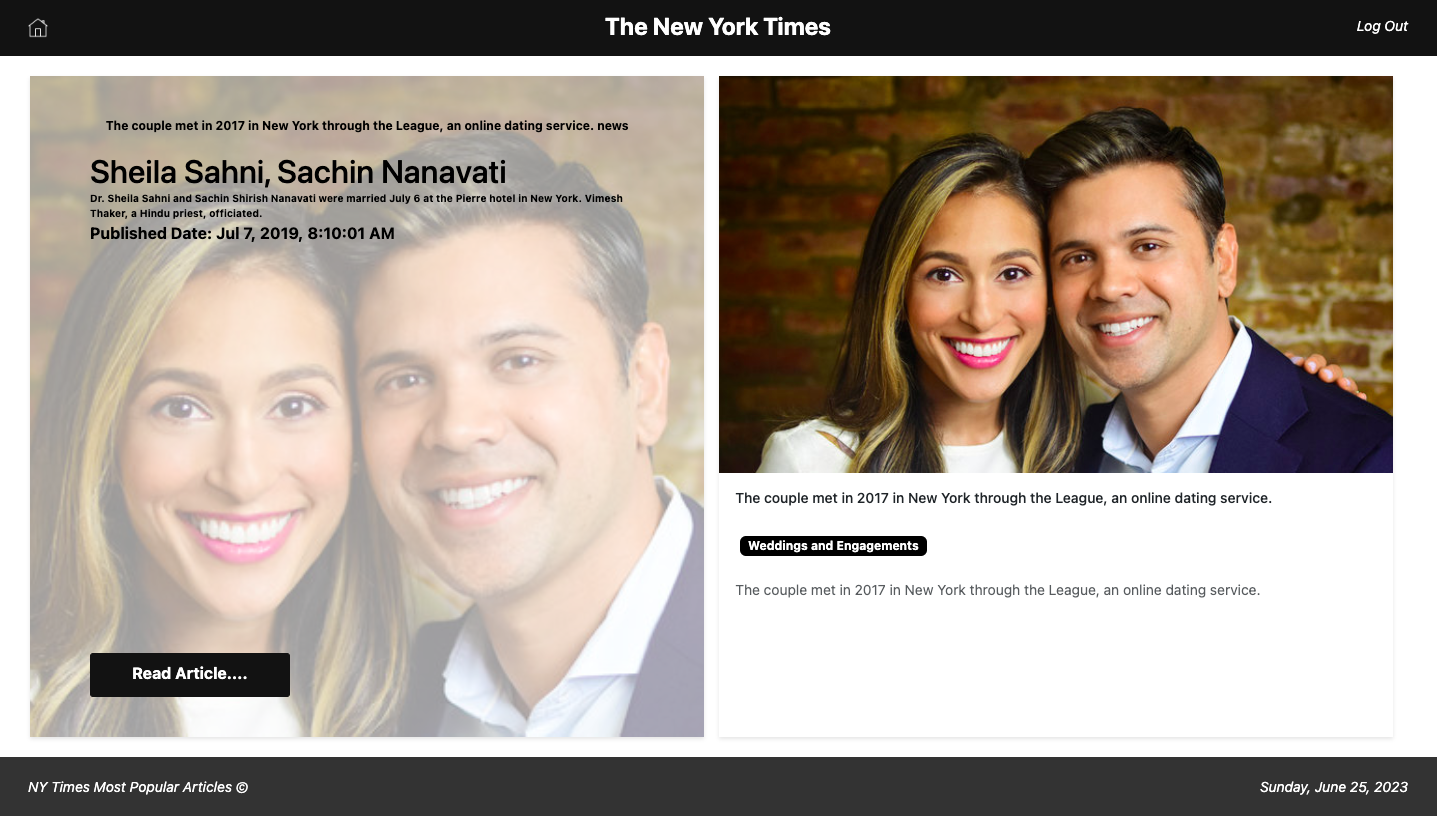 The New York Times
Log Out
The couple met in 2017 in New York through the League, an online dating service. news
Sheila Sahni, Sachin Nanavati
Dr. Sheila Sahni and Sachin Shirish Nanavati were married July 6 at the Pierre hotel in New York. Vimesh
Thaker, a Hindu priest, officiated.
Published Date: Jul 7, 2019, 8:10:01 AM
Read Article....
The couple met in 2017 in New York through the League, an online dating service.
Weddings and Engagements
The couple met in 2017 in New York through the League, an online dating service.
NY Times Most Popular Articles ©
Sunday, June 25, 2023